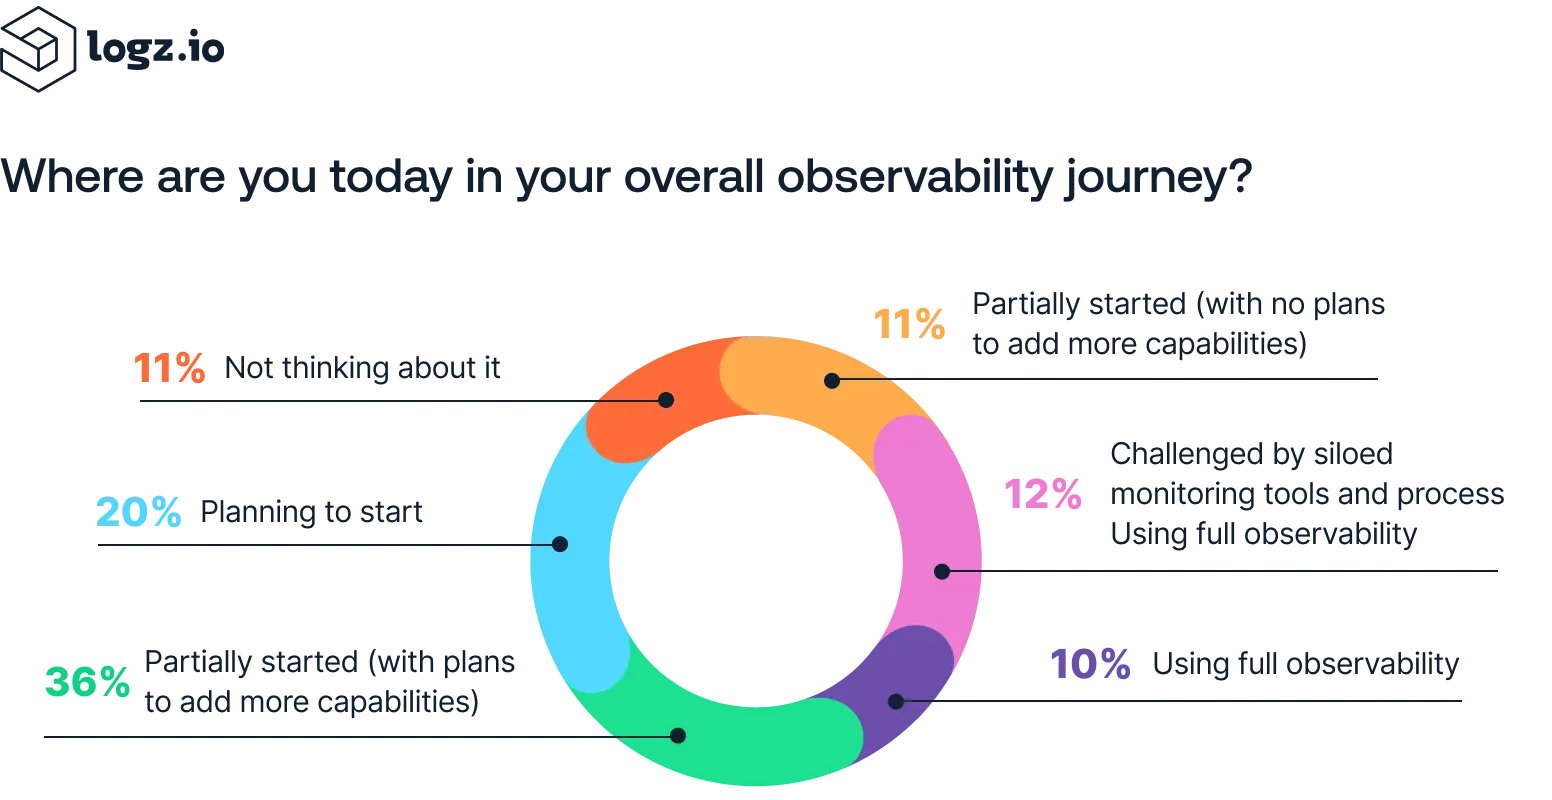 logz.io
Where are you today in your overall observability journey?
11%
Partially started (with no plans
to add more capabilities)
11%
Not thinking about it
12%
Challenged by siloed
monitoring tools and process
Using full observability
20%
Planning to start
36%
Partially started (with plans
to add more capabilities)
10%
Using full observability